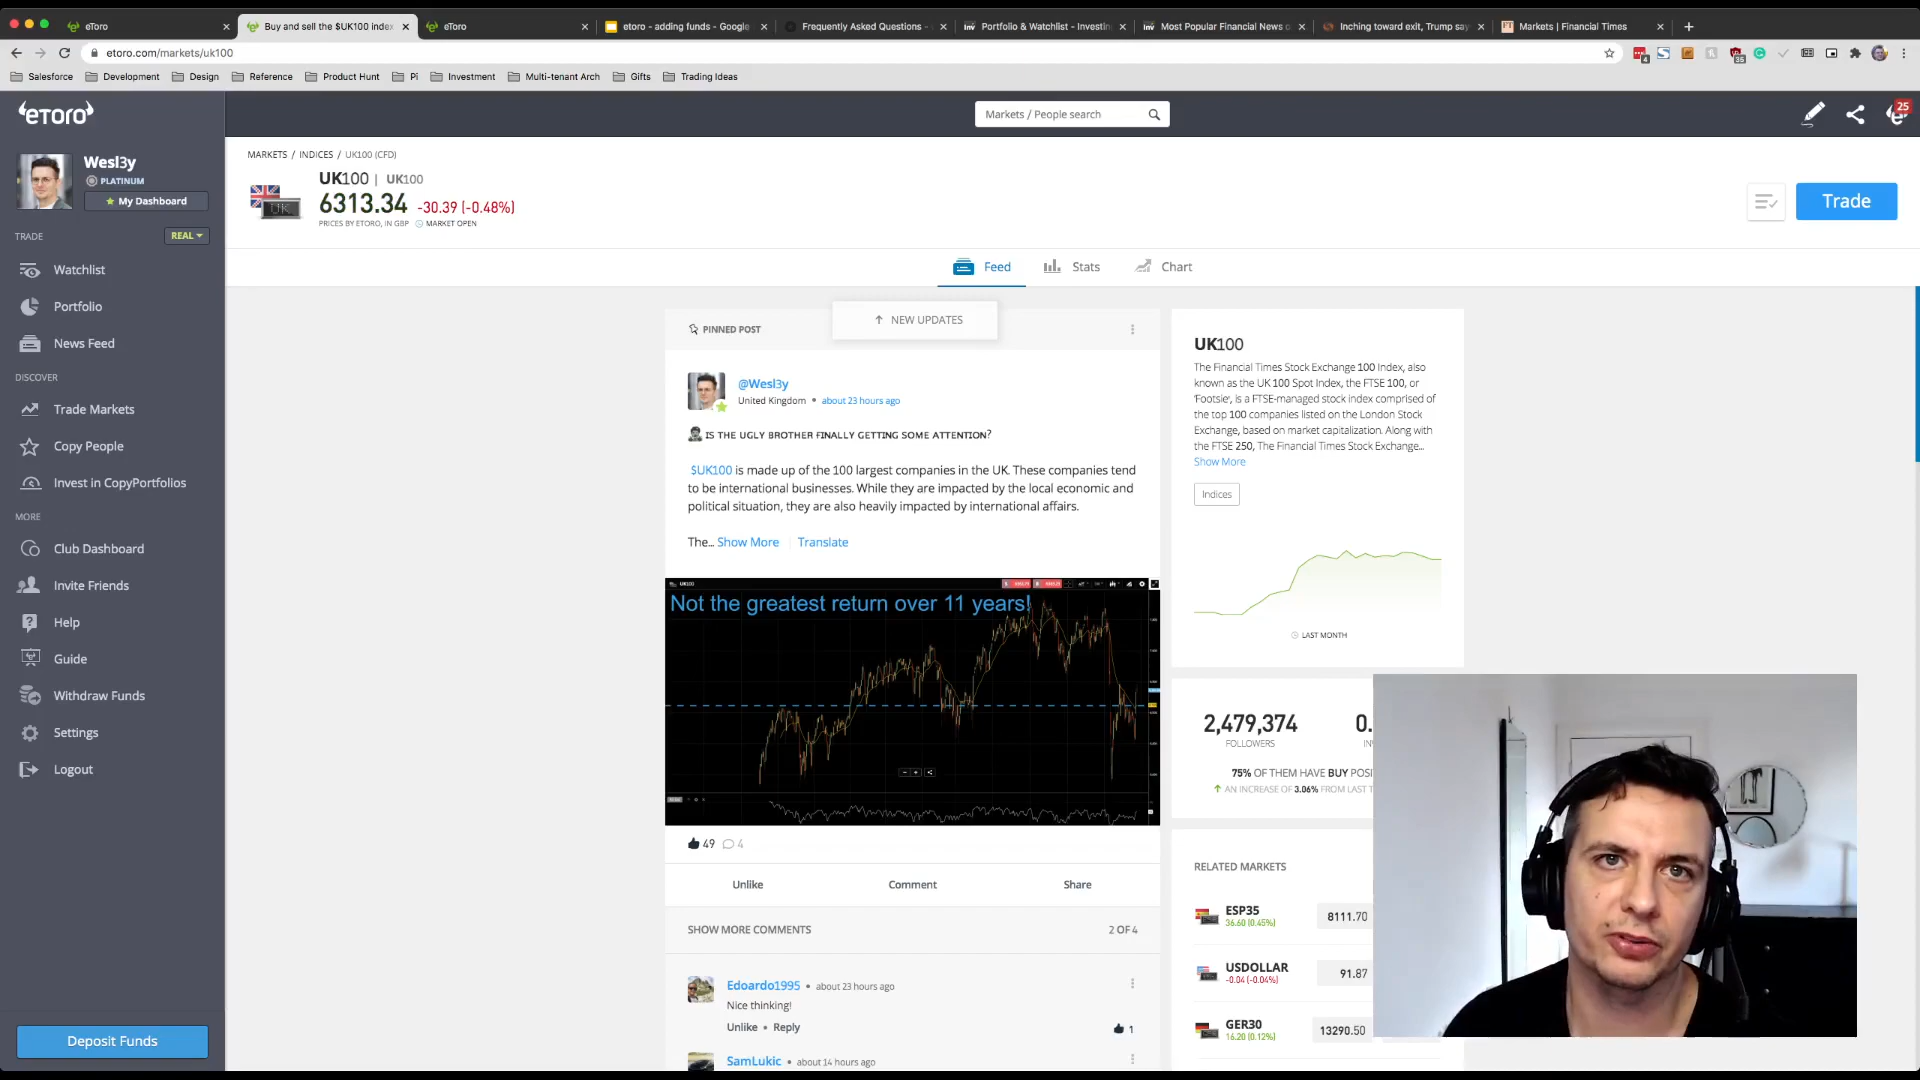 eToro
Buy and sell the $UK100 index
eToro
etoro - adding funds - Google
Frequently Asked Questions -
Portfolio & Watchlist - Investin
Most Popular Financial News o
Inching toward exit, Trump say
Markets | Financial Times
etoro.com/markets/uk100
Salesforce
Development
Design
Reference
Product Hunt
Pi
Investment
Multi-tenant Arch
Gifts
Trading Ideas
eToro
Markets / People search
25
Wesl3y
PLATINUM
My Dashboard
TRADE
REAL
Watchlist
Portfolio
News Feed
DISCOVER
Trade Markets
Copy People
Invest in CopyPortfolios
MORE
Club Dashboard
Invite Friends
Help
Guide
Withdraw Funds
Settings
Logout
Deposit Funds
MARKETS / INDICES / UK100 (CFD)
UK100 | UK100
6313.34 -30.39 (-0.48%)
PRICES BY ETORO, IN GBP MARKET OPEN
Trade
Feed
Stats
Chart
NEW UPDATES
PINNED POST
@Wesl3y
United Kingdom • about 23 hours ago
IS THE UGLY BROTHER FINALLY GETTING SOME ATTENTION?
$UK100 is made up of the 100 largest companies in the UK. These companies tend
to be international businesses. While they are impacted by the local economic and
political situation, they are also heavily impacted by international affairs.
The... Show More | Translate
UK100
Not the greatest return over 11 years!
49 4
Unlike
Comment
Share
SHOW MORE COMMENTS
2 OF 4
Edoardo1995 • about 23 hours ago
Nice thinking!
Unlike • Reply
1
SamLukic • about 14 hours ago
UK100
The Financial Times Stock Exchange 100 Index, also
known as the UK 100 Spot Index, the FTSE 100, or
'Footsie', is a FTSE-managed stock index comprised of
the top 100 companies listed on the London Stock
Exchange, based on market capitalization. Along with
the FTSE 250, The Financial Times Stock Exchange...
Show More
Indices
LAST MONTH
2,479,374
FOLLOWERS
0.
IN
75% OF THEM HAVE BUY POSI
AN INCREASE OF 3.06% FROM LAST
RELATED MARKETS
ESP35
36.60 (0.45%)
8111.70
USDOLLAR
-0.04 (-0.04%)
91.87
GER30
16.20 (0.12%)
13290.50